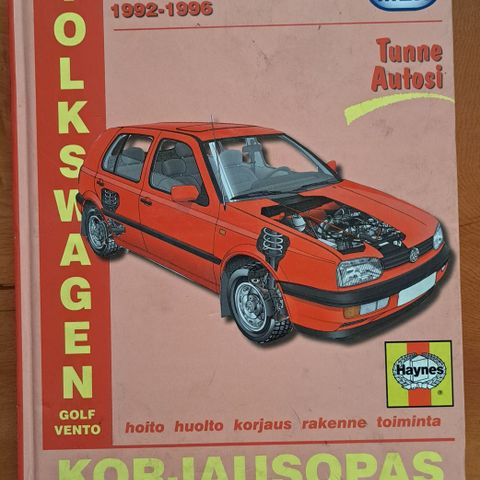 1992-1996
Tunne
Autosi
OLKSWAGEN
GOLF
VENTO
Haynes
®
hoito huolto korjaus rakenne toiminta
KORJAUSOPAS